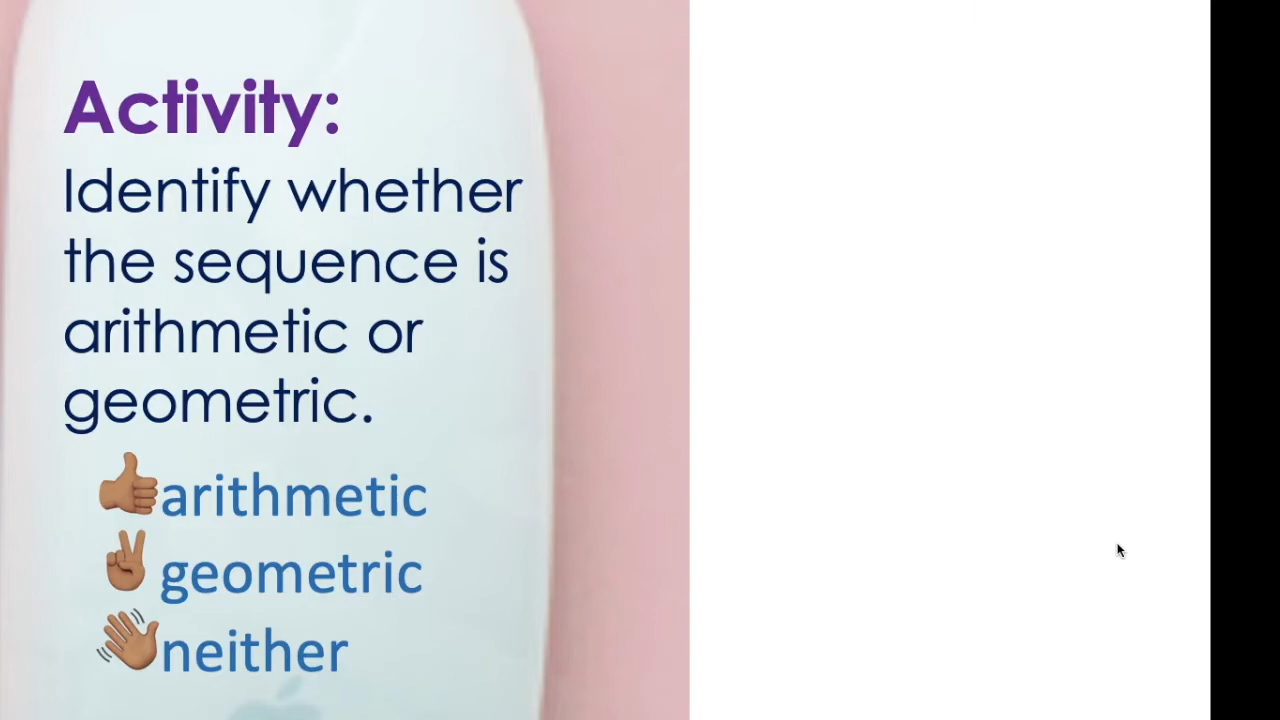 Activity:
Identify whether
the sequence is
arithmetic or
geometric.
👍🏽arithmetic
✌🏽geometric
👋🏽neither